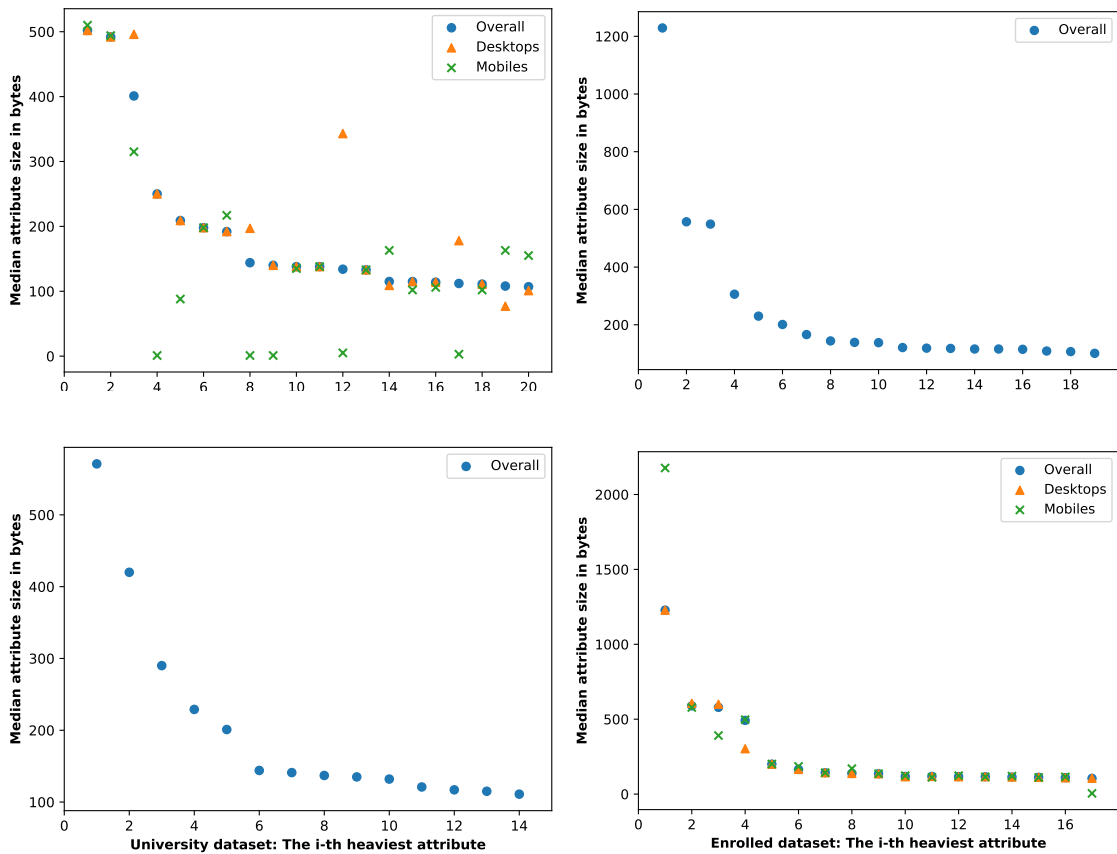 Median attribute size in bytes
500
400
300
200
100
0
Overall
Desktops
Mobiles
0 2 4 6 8 10 12 14 16 18 20
Median attribute size in bytes
1200
1000
800
600
400
200
Overall
0 2 4 6 8 10 12 14 16 18
Median attribute size in bytes
500
400
300
200
100
Overall
0 2 4 6 8 10 12 14
University dataset: The i-th heaviest attribute
Median attribute size in bytes
2000
1500
1000
500
0
Overall
Desktops
Mobiles
0 2 4 6 8 10 12 14 16
Enrolled dataset: The i-th heaviest attribute